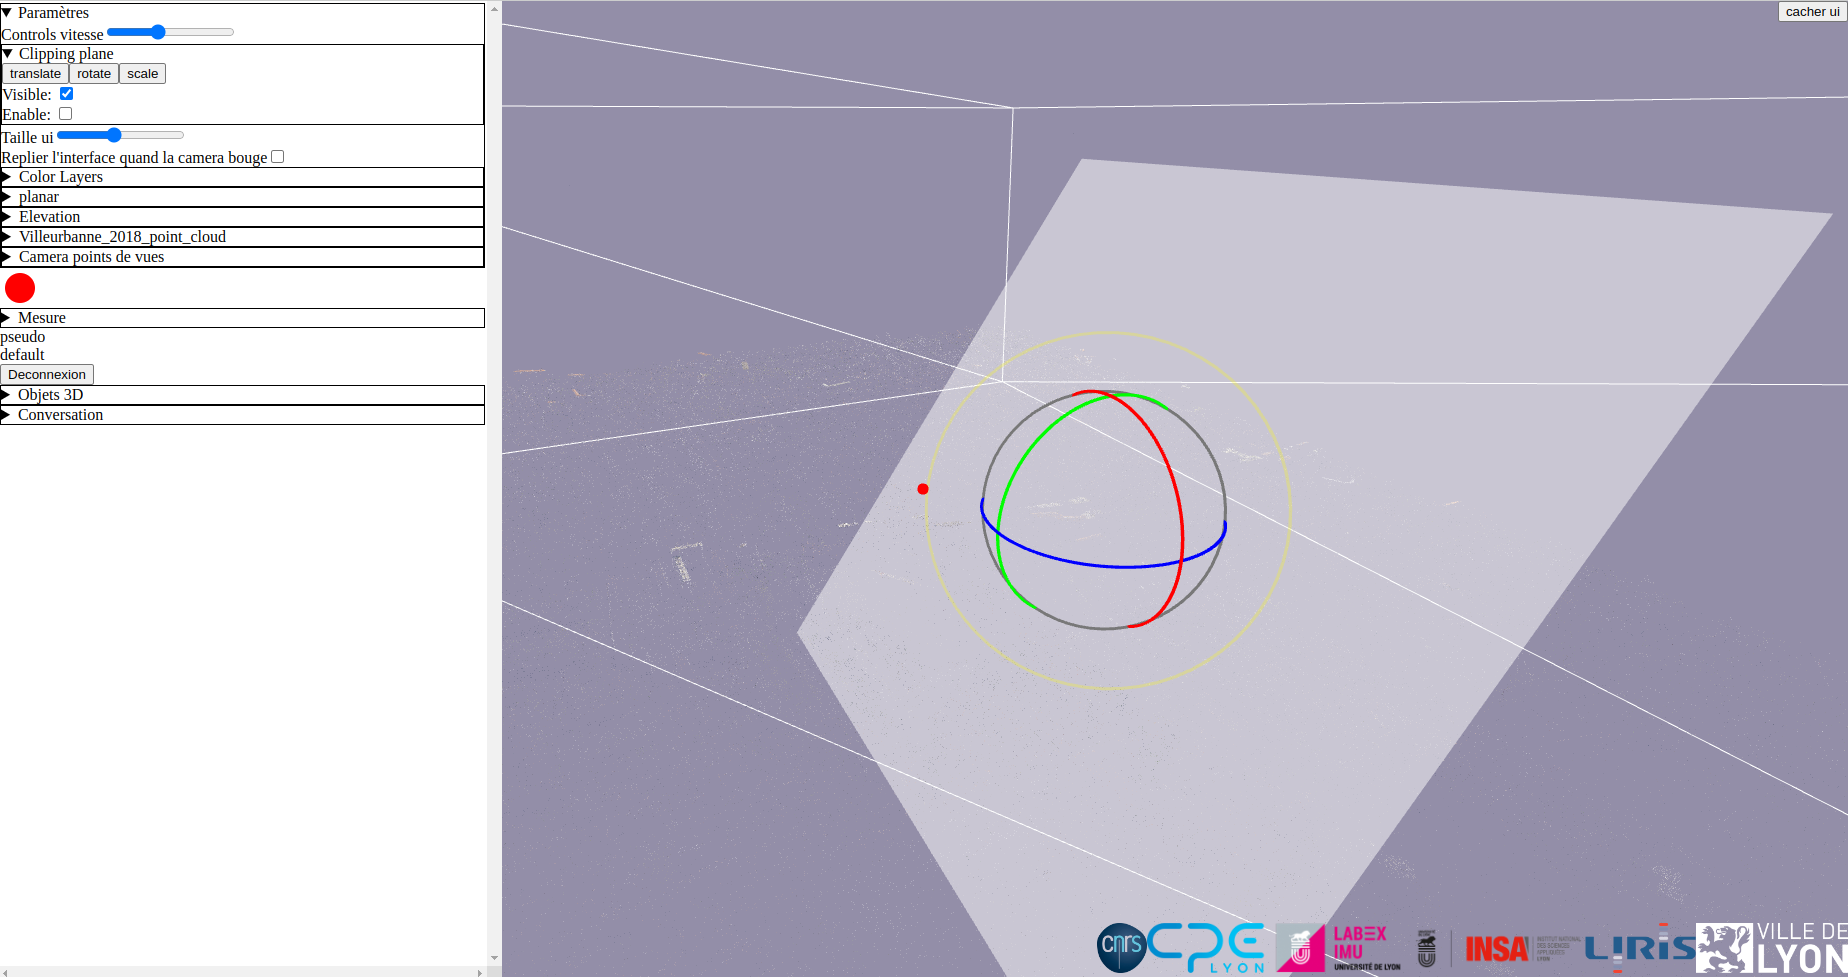 Paramètres
Controls vitesse
Clipping plane
translate rotate scale
Visible:
Enable:
Taille ui
Replier l'interface quand la camera bouge
Color Layers
planar
Elevation
Villeurbanne_2018_point_cloud
Camera points de vues
Mesure
pseudo
default
Deconnexion
Objets 3D
Conversation
cacher ui
cnrs
CPE
LYON
LABEX
IMU
UNIVERSITÉ DE LYON
INSA
LIRIS
VILLE DE
LYON